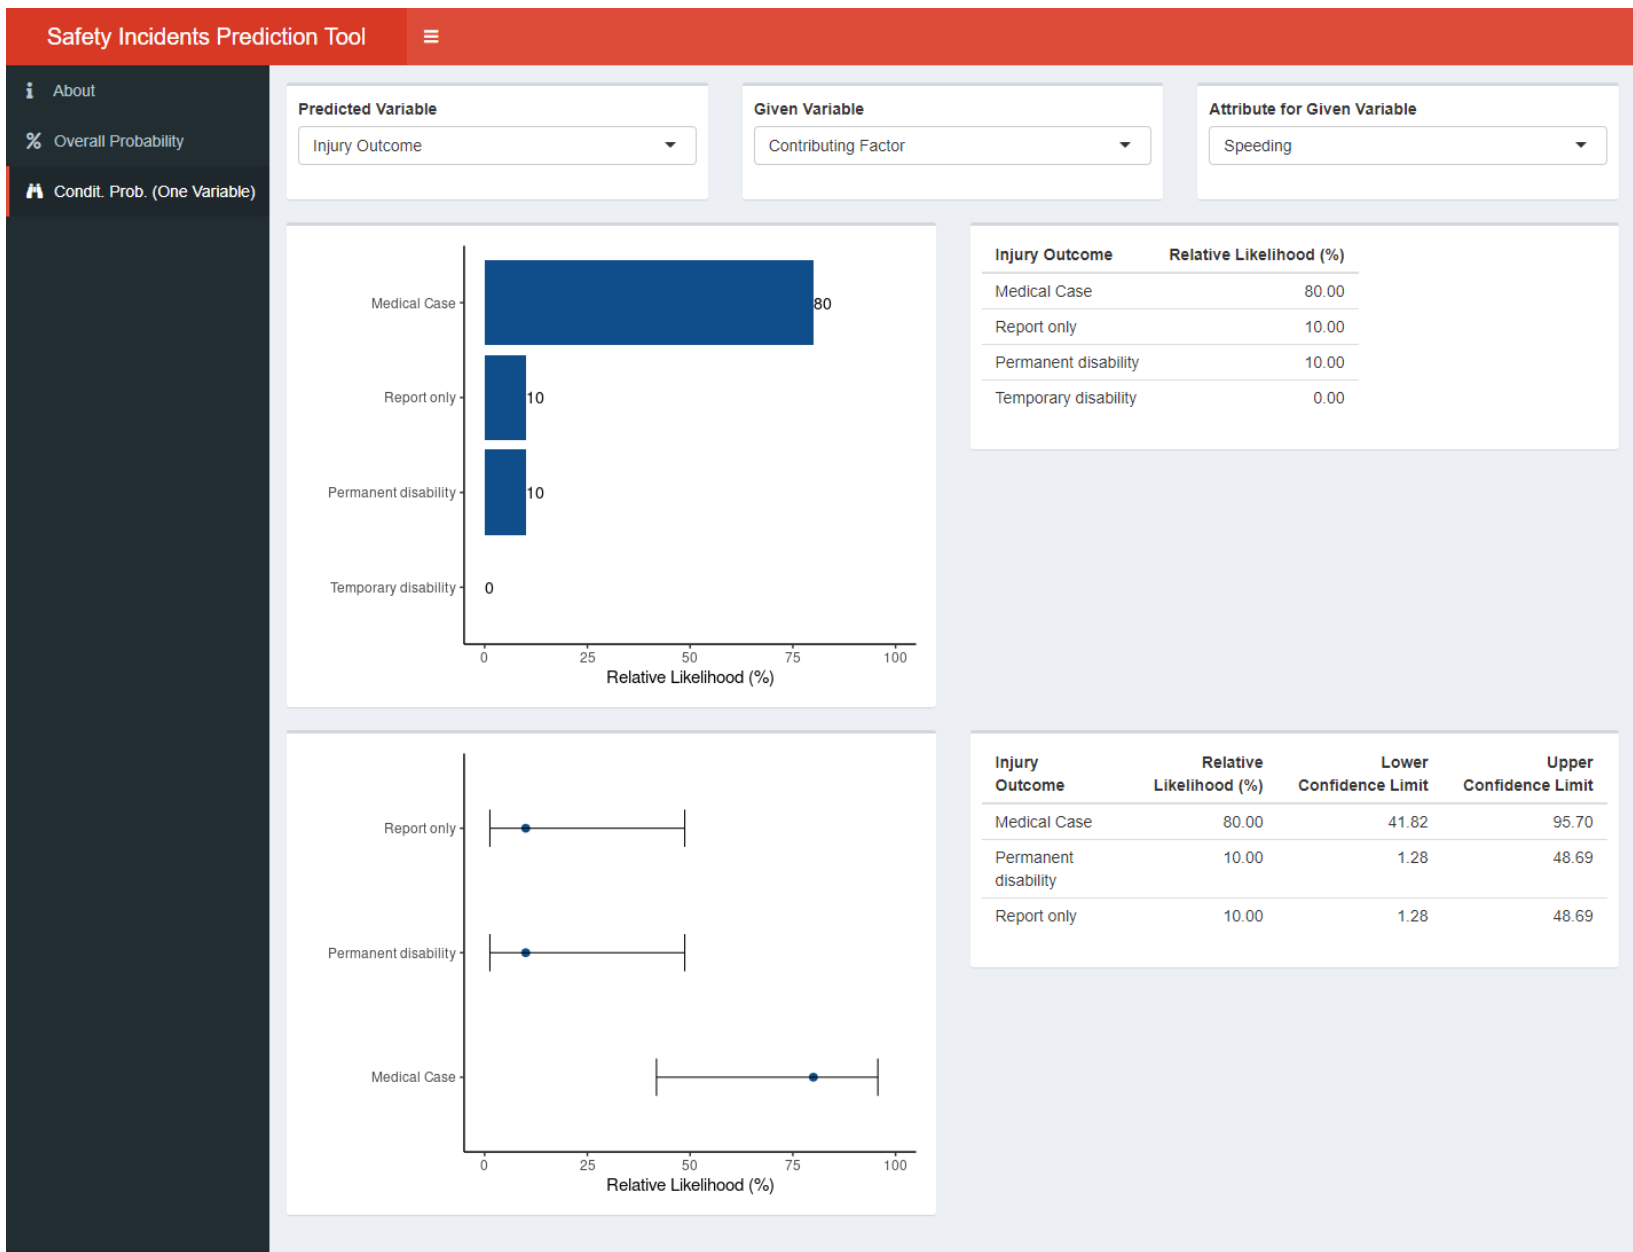 Safety Incidents Prediction Tool
About
Overall Probability
Condit. Prob. (One Variable)
Predicted Variable
Injury Outcome
Given Variable
Contributing Factor
Attribute for Given Variable
Speeding
Medical Case
80
Report only
10
Permanent disability
10
Temporary disability
0
0 25 50 75 100
Relative Likelihood (%)
Injury Outcome Relative Likelihood (%)
Medical Case 80.00
Report only 10.00
Permanent disability 10.00
Temporary disability 0.00
Report only
Permanent disability
Medical Case
0 25 50 75 100
Relative Likelihood (%)
Injury Relative Lower Upper
Outcome Likelihood (%) Confidence Limit Confidence Limit
Medical Case 80.00 41.82 95.70
Permanent 10.00 1.28 48.69
disability
Report only 10.00 1.28 48.69